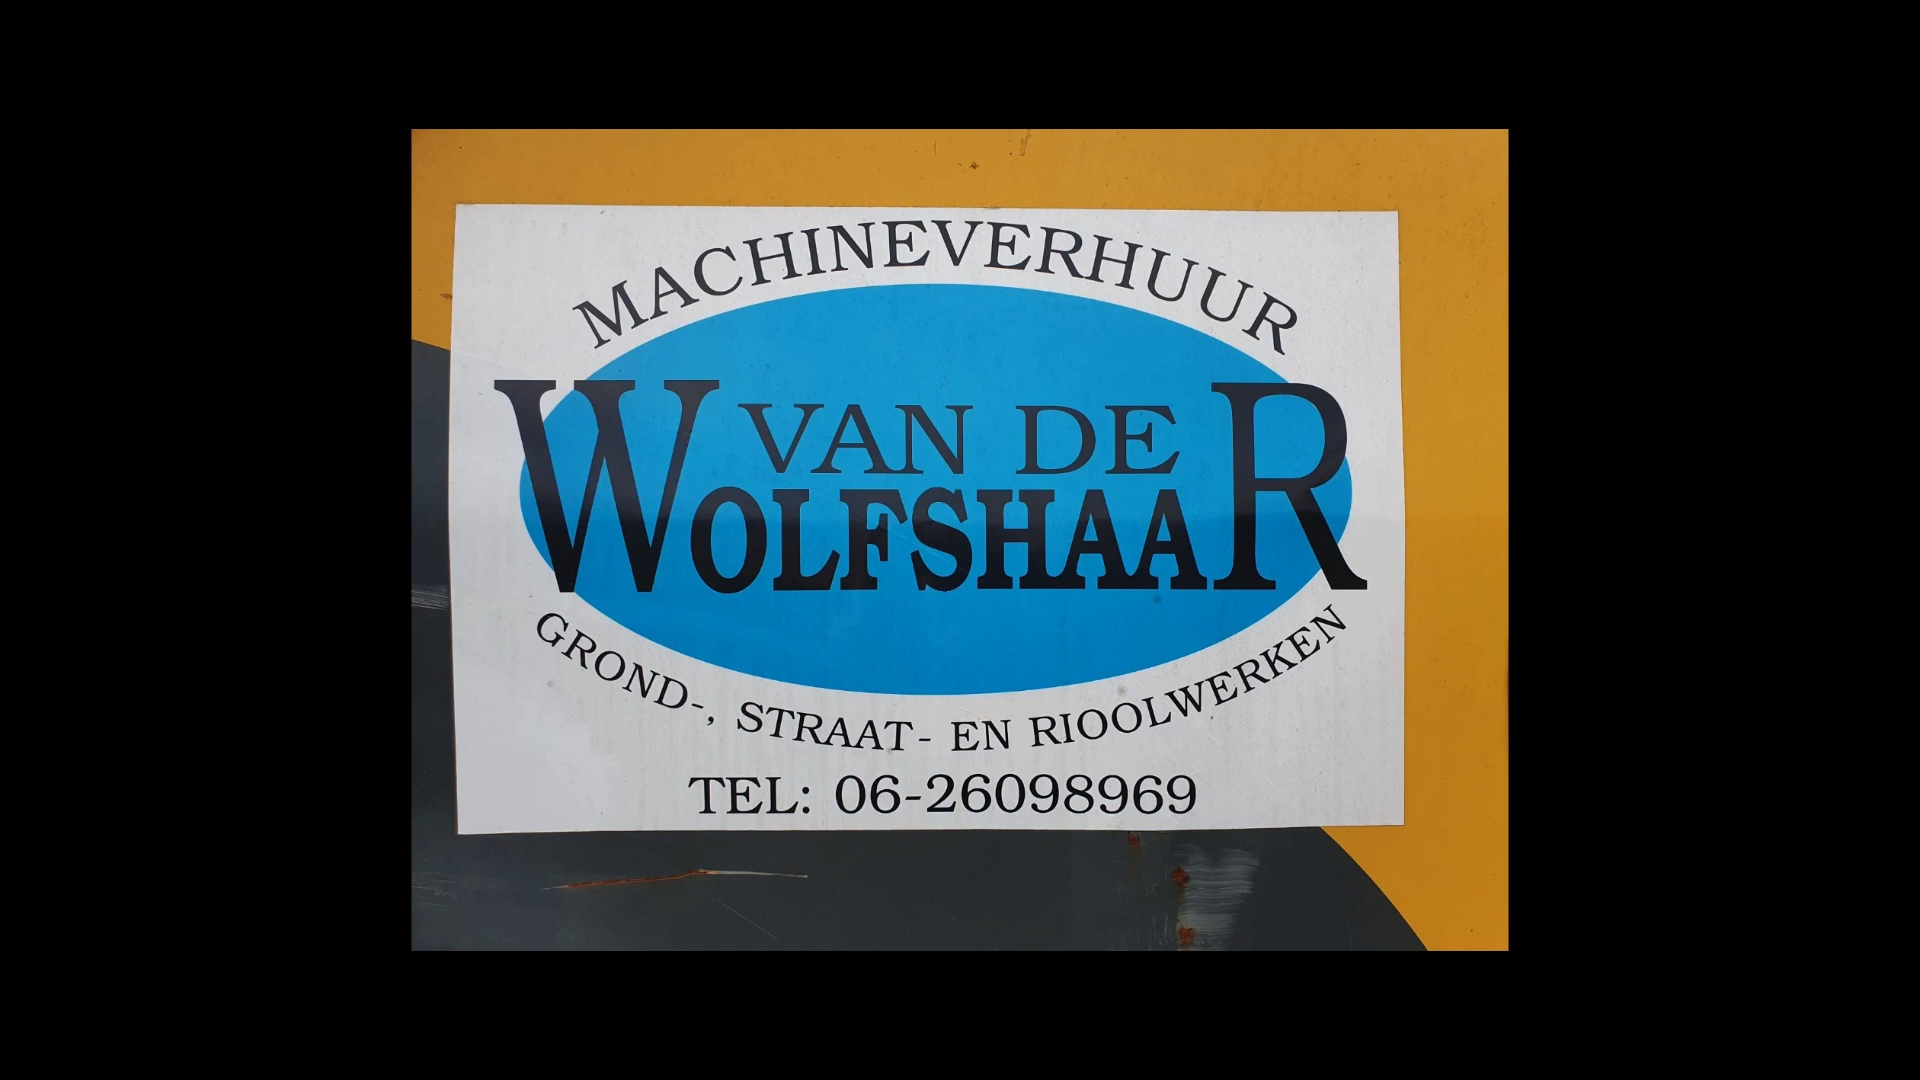 MACHINEVERHUUR
VAN DE
WOLFSHAAR
GROND-, STRAAT- EN RIOOLWERKEN
TEL: 06-26098969